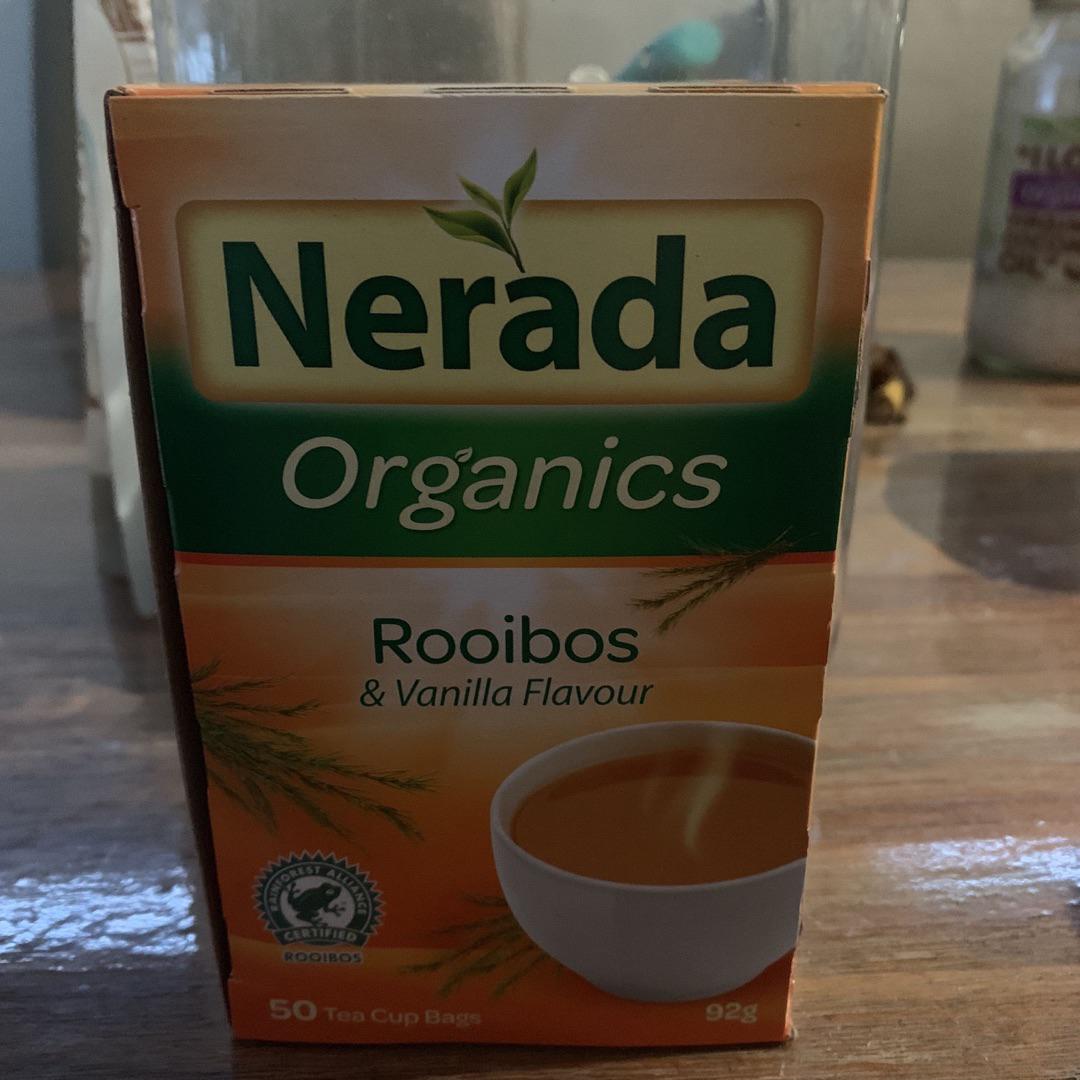 Nerada
Organics
Rooibos
& Vanilla Flavour
RAINFOREST ALLIANCE
CERTIFIED
ROOIBOS
50 Tea Cup Bags
92g